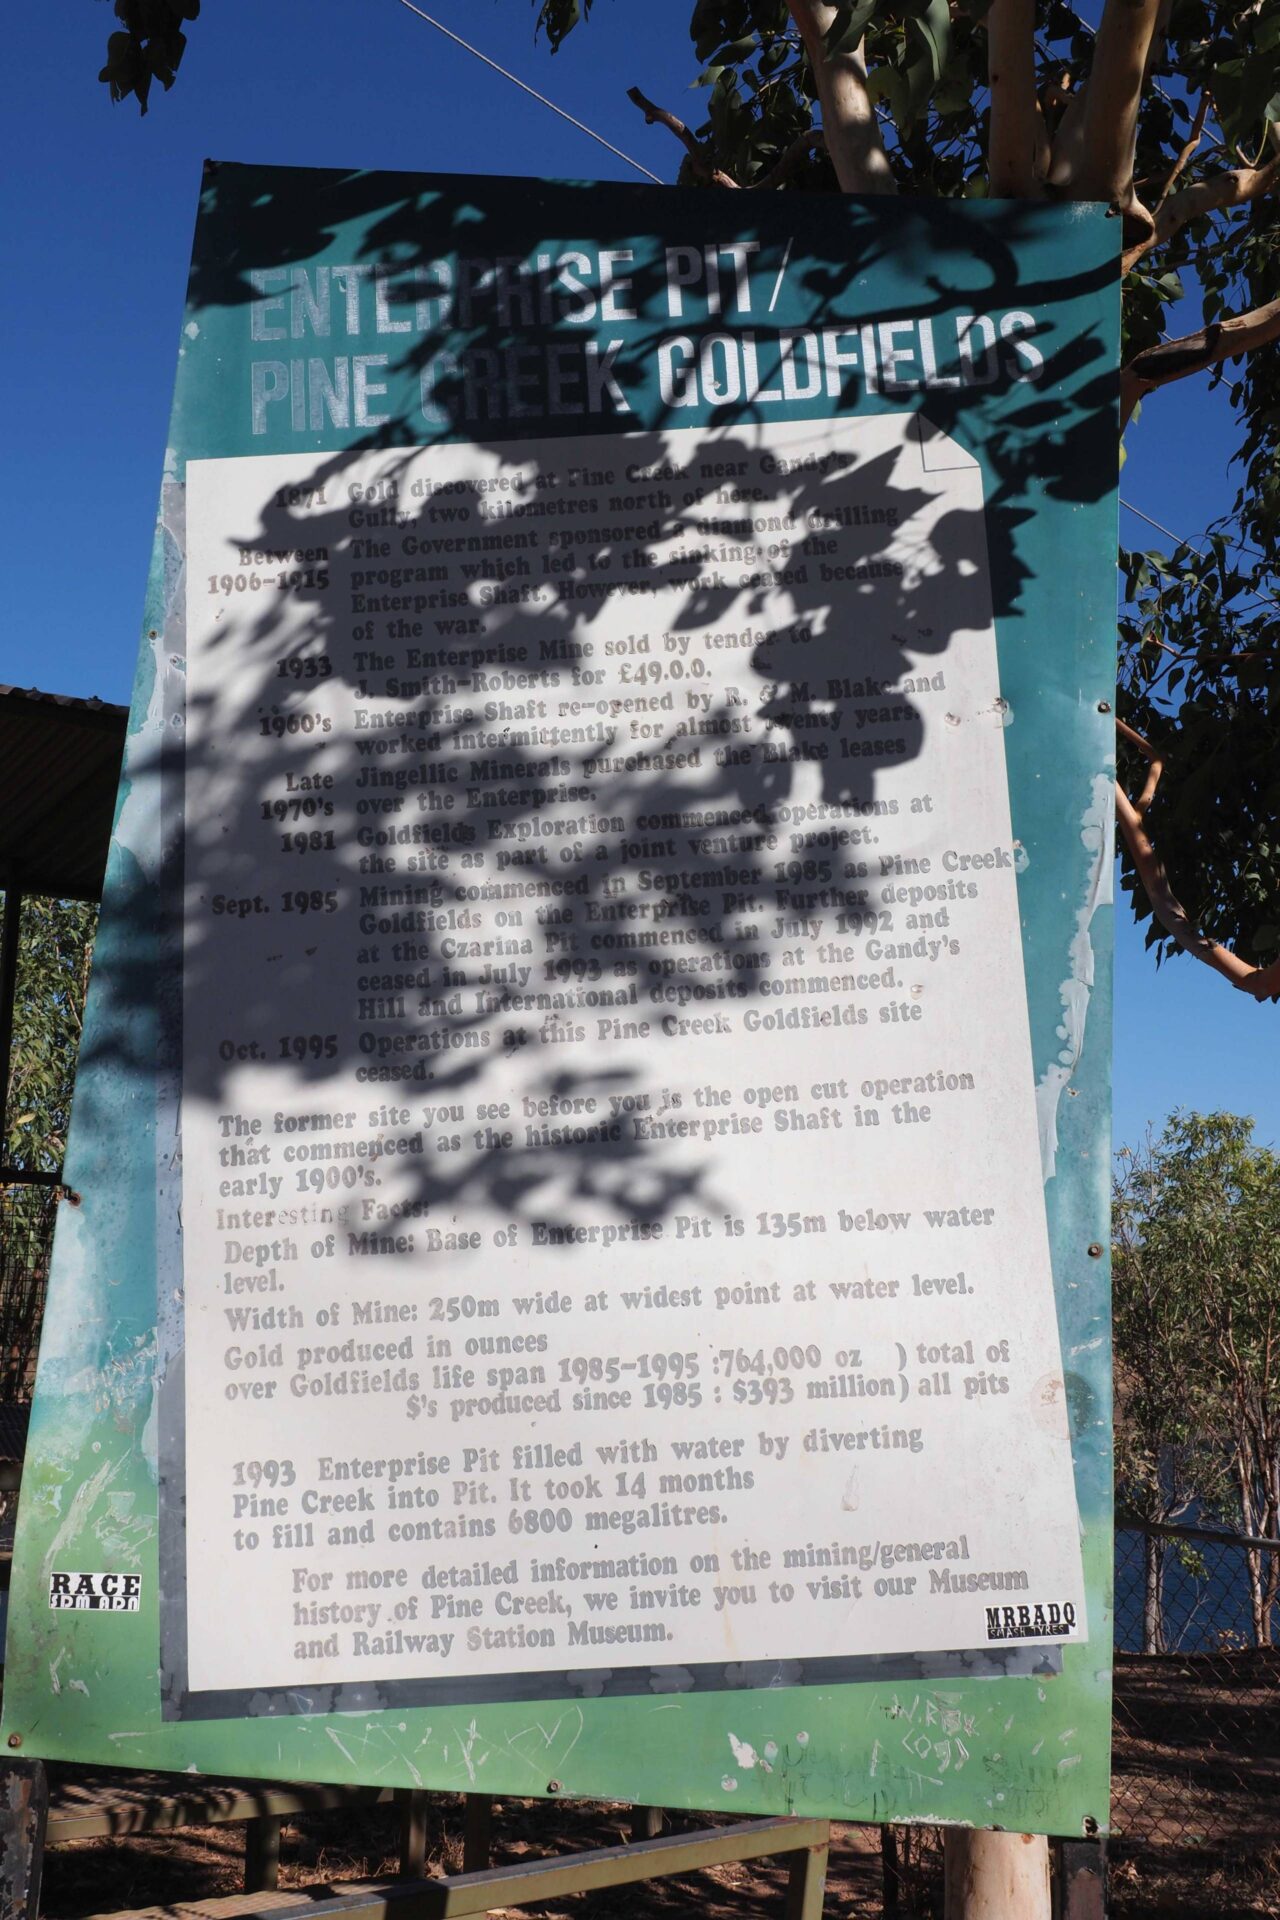 ENTERPRISE PIT/
PINE CREEK GOLDFIELDS
1871 Gold discovered at Pine Creek near Gandy's
Gully, two kilometres north of here.
Between The Government sponsored a diamond drilling
1906-1915 program which led to the sinking of the
Enterprise Shaft. However, work ceased because
of the war.
1933 The Enterprise Mine sold by tender to
J. Smith-Roberts for £49.0.0.
1960's Enterprise Shaft re-opened by R. & M. Blake and
worked intermittently for almost twenty years.
Late Jingellic Minerals purchased the Blake leases
1970's over the Enterprise.
1981 Goldfields Exploration commenced operations at
the site as part of a joint venture project.
Sept. 1985 Mining commenced in September 1985 as Pine Creek
Goldfields on the Enterprise Pit. Further deposits
at the Czarina Pit commenced in July 1992 and
ceased in July 1993 as operations at the Gandy's
Hill and International deposits commenced.
Oct. 1995 Operations at this Pine Creek Goldfields site
ceased.
The former site you see before you is the open cut operation
that commenced as the historic Enterprise Shaft in the
early 1900's.
Interesting Facts:
Depth of Mine: Base of Enterprise Pit is 135m below water
level.
Width of Mine: 250m wide at widest point at water level.
Gold produced in ounces
over Goldfields life span 1985-1995 :764,000 oz ) total of
$'s produced since 1985 : $393 million) all pits
1993 Enterprise Pit filled with water by diverting
Pine Creek into Pit. It took 14 months
to fill and contains 6800 megalitres.
For more detailed information on the mining/general
history of Pine Creek, we invite you to visit our Museum
and Railway Station Museum.
RACE
MRBADQ
SMASH TYRES